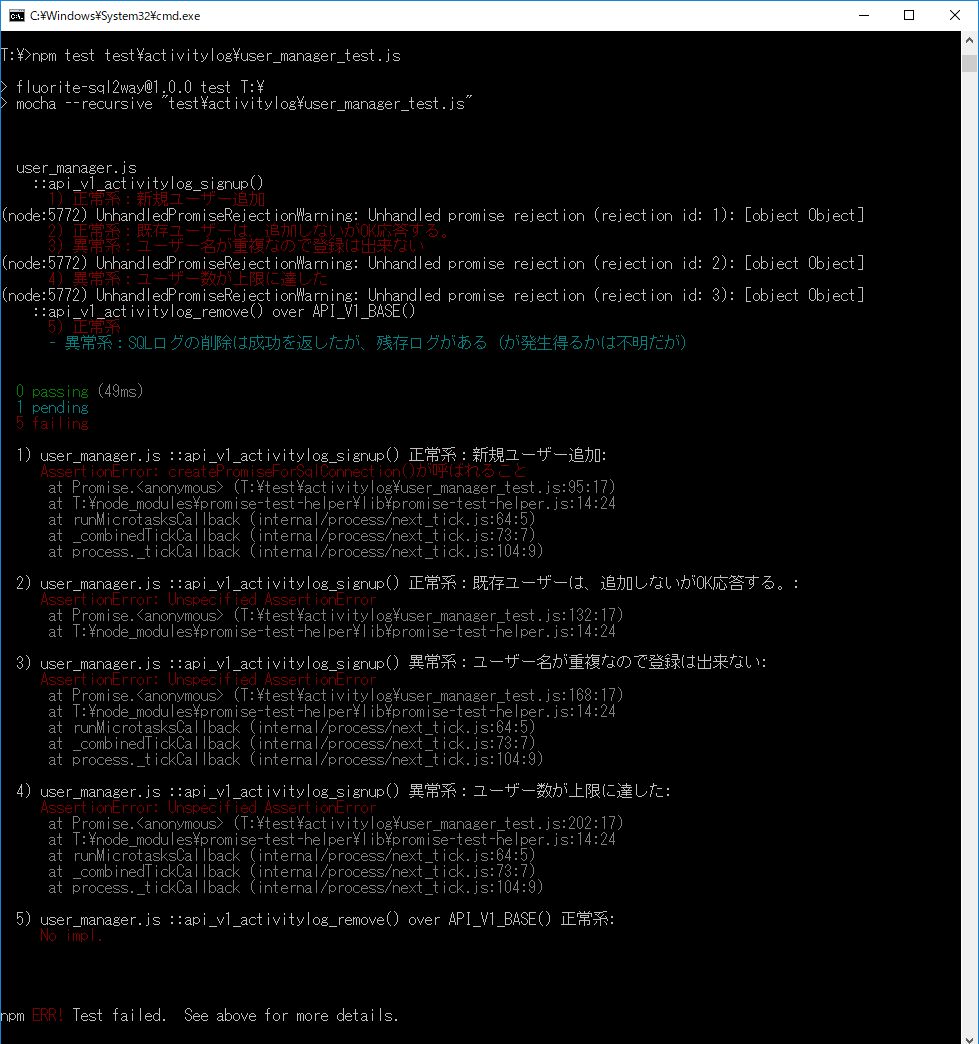 C:¥Windows¥System32¥cmd.exe
T:¥>npm test test¥activitylog¥user_manager_test.js
> fluorite-sql2way@1.0.0 test T:¥
> mocha --recursive "test¥activitylog¥user_manager_test.js"
user_manager.js
::api_v1_activitylog_signup()
1) 正常系：新規ユーザー追加
(node:5772) UnhandledPromiseRejectionWarning: Unhandled promise rejection (rejection id: 1): [object Object]
2) 正常系：既存ユーザーは、追加しないがOK応答する。
3) 異常系：ユーザー名が重複なので登録は出来ない
(node:5772) UnhandledPromiseRejectionWarning: Unhandled promise rejection (rejection id: 2): [object Object]
4) 異常系：ユーザー数が上限に達した
(node:5772) UnhandledPromiseRejectionWarning: Unhandled promise rejection (rejection id: 3): [object Object]
::api_v1_activitylog_remove() over API_V1_BASE()
5) 正常系
- 異常系：SQLログの削除は成功を返したが、残存ログがある（が発生得るかは不明だが）
0 passing (49ms)
1 pending
5 failing
1) user_manager.js ::api_v1_activitylog_signup() 正常系：新規ユーザー追加:
AssertionError: createPromiseForSqlConnection()が呼ばれること
at Promise.<anonymous> (T:¥test¥activitylog¥user_manager_test.js:95:17)
at T:¥node_modules¥promise-test-helper¥lib¥promise-test-helper.js:14:24
at runMicrotasksCallback (internal/process/next_tick.js:64:5)
at _combinedTickCallback (internal/process/next_tick.js:73:7)
at process._tickCallback (internal/process/next_tick.js:104:9)
2) user_manager.js ::api_v1_activitylog_signup() 正常系：既存ユーザーは、追加しないがOK応答する。:
AssertionError: Unspecified AssertionError
at Promise.<anonymous> (T:¥test¥activitylog¥user_manager_test.js:132:17)
at T:¥node_modules¥promise-test-helper¥lib¥promise-test-helper.js:14:24
3) user_manager.js ::api_v1_activitylog_signup() 異常系：ユーザー名が重複なので登録は出来ない:
AssertionError: Unspecified AssertionError
at Promise.<anonymous> (T:¥test¥activitylog¥user_manager_test.js:168:17)
at T:¥node_modules¥promise-test-helper¥lib¥promise-test-helper.js:14:24
at runMicrotasksCallback (internal/process/next_tick.js:64:5)
at _combinedTickCallback (internal/process/next_tick.js:73:7)
at process._tickCallback (internal/process/next_tick.js:104:9)
4) user_manager.js ::api_v1_activitylog_signup() 異常系：ユーザー数が上限に達した:
AssertionError: Unspecified AssertionError
at Promise.<anonymous> (T:¥test¥activitylog¥user_manager_test.js:202:17)
at T:¥node_modules¥promise-test-helper¥lib¥promise-test-helper.js:14:24
at runMicrotasksCallback (internal/process/next_tick.js:64:5)
at _combinedTickCallback (internal/process/next_tick.js:73:7)
at process._tickCallback (internal/process/next_tick.js:104:9)
5) user_manager.js ::api_v1_activitylog_remove() over API_V1_BASE() 正常系:
No impl.
npm ERR! Test failed.  See above for more details.